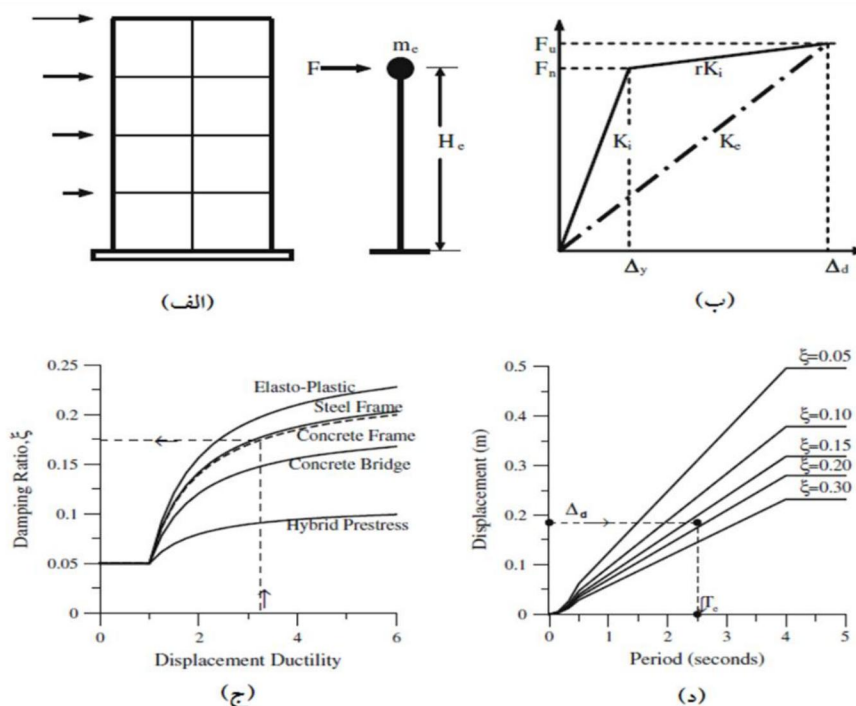 F
mₑ
Hₑ
(الف)
Fᵤ
Fₙ
rKᵢ
Kᵢ
Kₑ
Δy
Δd
(ب)
0.25
0.2
0.15
0.1
0.05
0
Damping Ratio,ξ
Elasto-Plastic
Steel Frame
Concrete Frame
Concrete Bridge
Hybrid Prestress
0 2 4 6
Displacement Ductility
(ج)
0.5
0.4
0.3
0.2
0.1
0
Displacement (m)
ξ=0.05
ξ=0.10
ξ=0.15
ξ=0.20
ξ=0.30
Δd
Tₑ
0 1 2 3 4 5
Period (seconds)
(د)